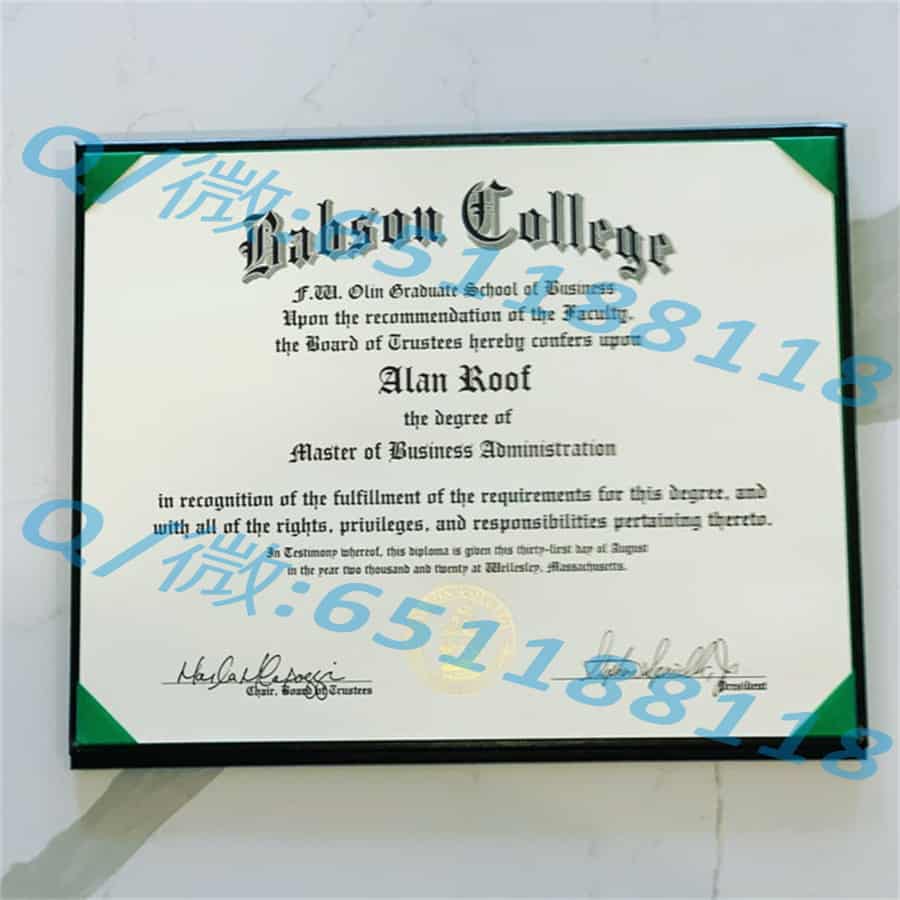 Babson College
F.W. Olin Graduate School of Business
Upon the recommendation of the Faculty,
the Board of Trustees hereby confers upon
Alan Roof
the degree of
Master of Business Administration
in recognition of the fulfillment of the requirements for this degree, and
with all of the rights, privileges, and responsibilities pertaining thereto.
In Testimony whereof, this diploma is given this thirty-first day of August
in the year two thousand and twenty at Wellesley, Massachusetts.
Chair, Board of Trustees
President
Q/微:651188118
Q/微:651188118